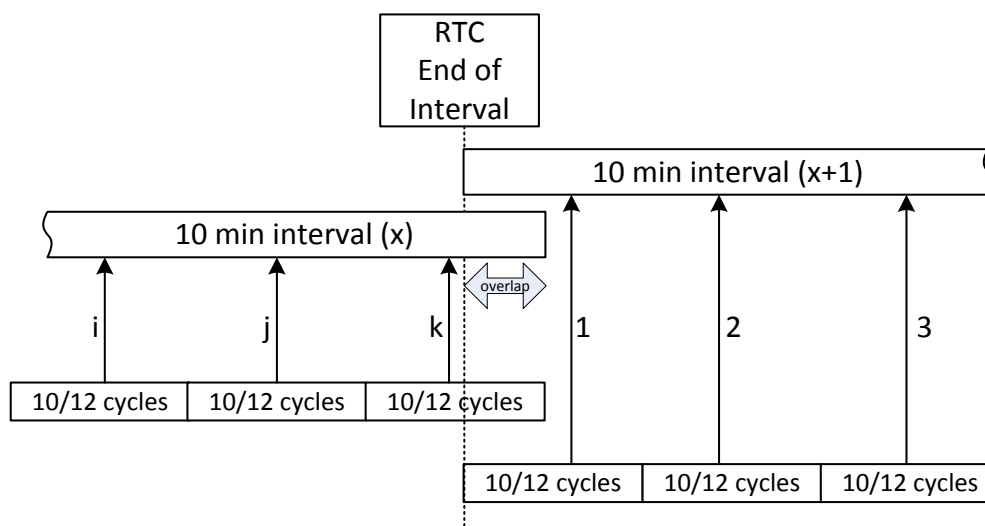 RTC
End of
Interval
10 min interval (x+1)
10 min interval (x)
overlap
i
j
k
1
2
3
10/12 cycles
10/12 cycles
10/12 cycles
10/12 cycles
10/12 cycles
10/12 cycles